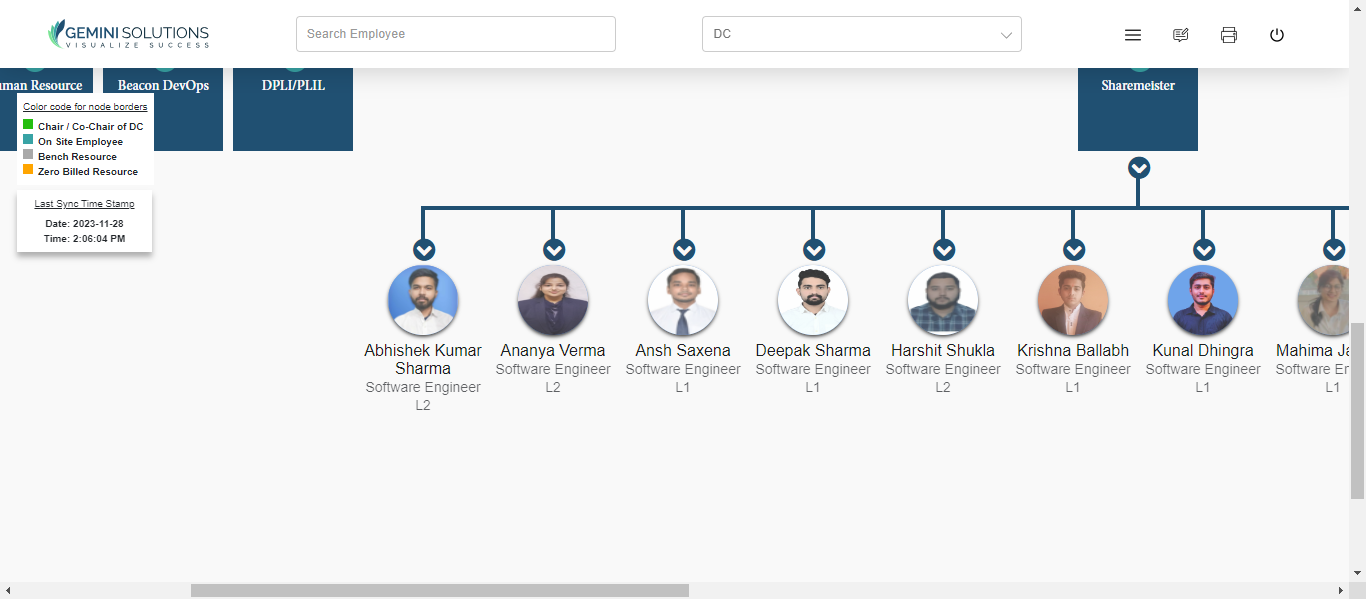 GEMINI SOLUTIONS
VISUALIZE SUCCESS
Search Employee
DC
uman Resource
Beacon DevOps
DPLI/PLIL
Sharemeister
Color code for node borders
Chair / Co-Chair of DC
On Site Employee
Bench Resource
Zero Billed Resource
Last Sync Time Stamp
Date: 2023-11-28
Time: 2:06:04 PM
Abhishek Kumar
Sharma
Software Engineer
L2
Ananya Verma
Software Engineer
L2
Ansh Saxena
Software Engineer
L1
Deepak Sharma
Software Engineer
L1
Harshit Shukla
Software Engineer
L2
Krishna Ballabh
Software Engineer
L1
Kunal Dhingra
Software Engineer
L1
Mahima Ja
Software Er
L1